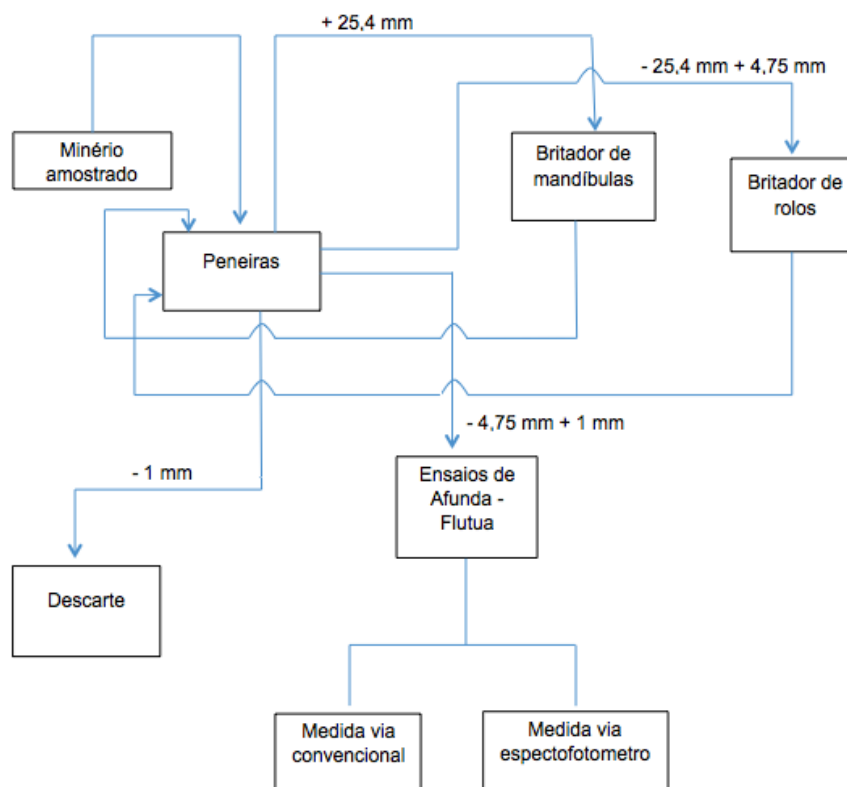 + 25,4 mm
- 25,4 mm + 4,75 mm
Minério
amostrado
Britador de
mandíbulas
Britador de
rolos
Peneiras
- 4,75 mm + 1 mm
- 1 mm
Ensaios de
Afunda -
Flutua
Descarte
Medida via
convencional
Medida via
espectofotometro